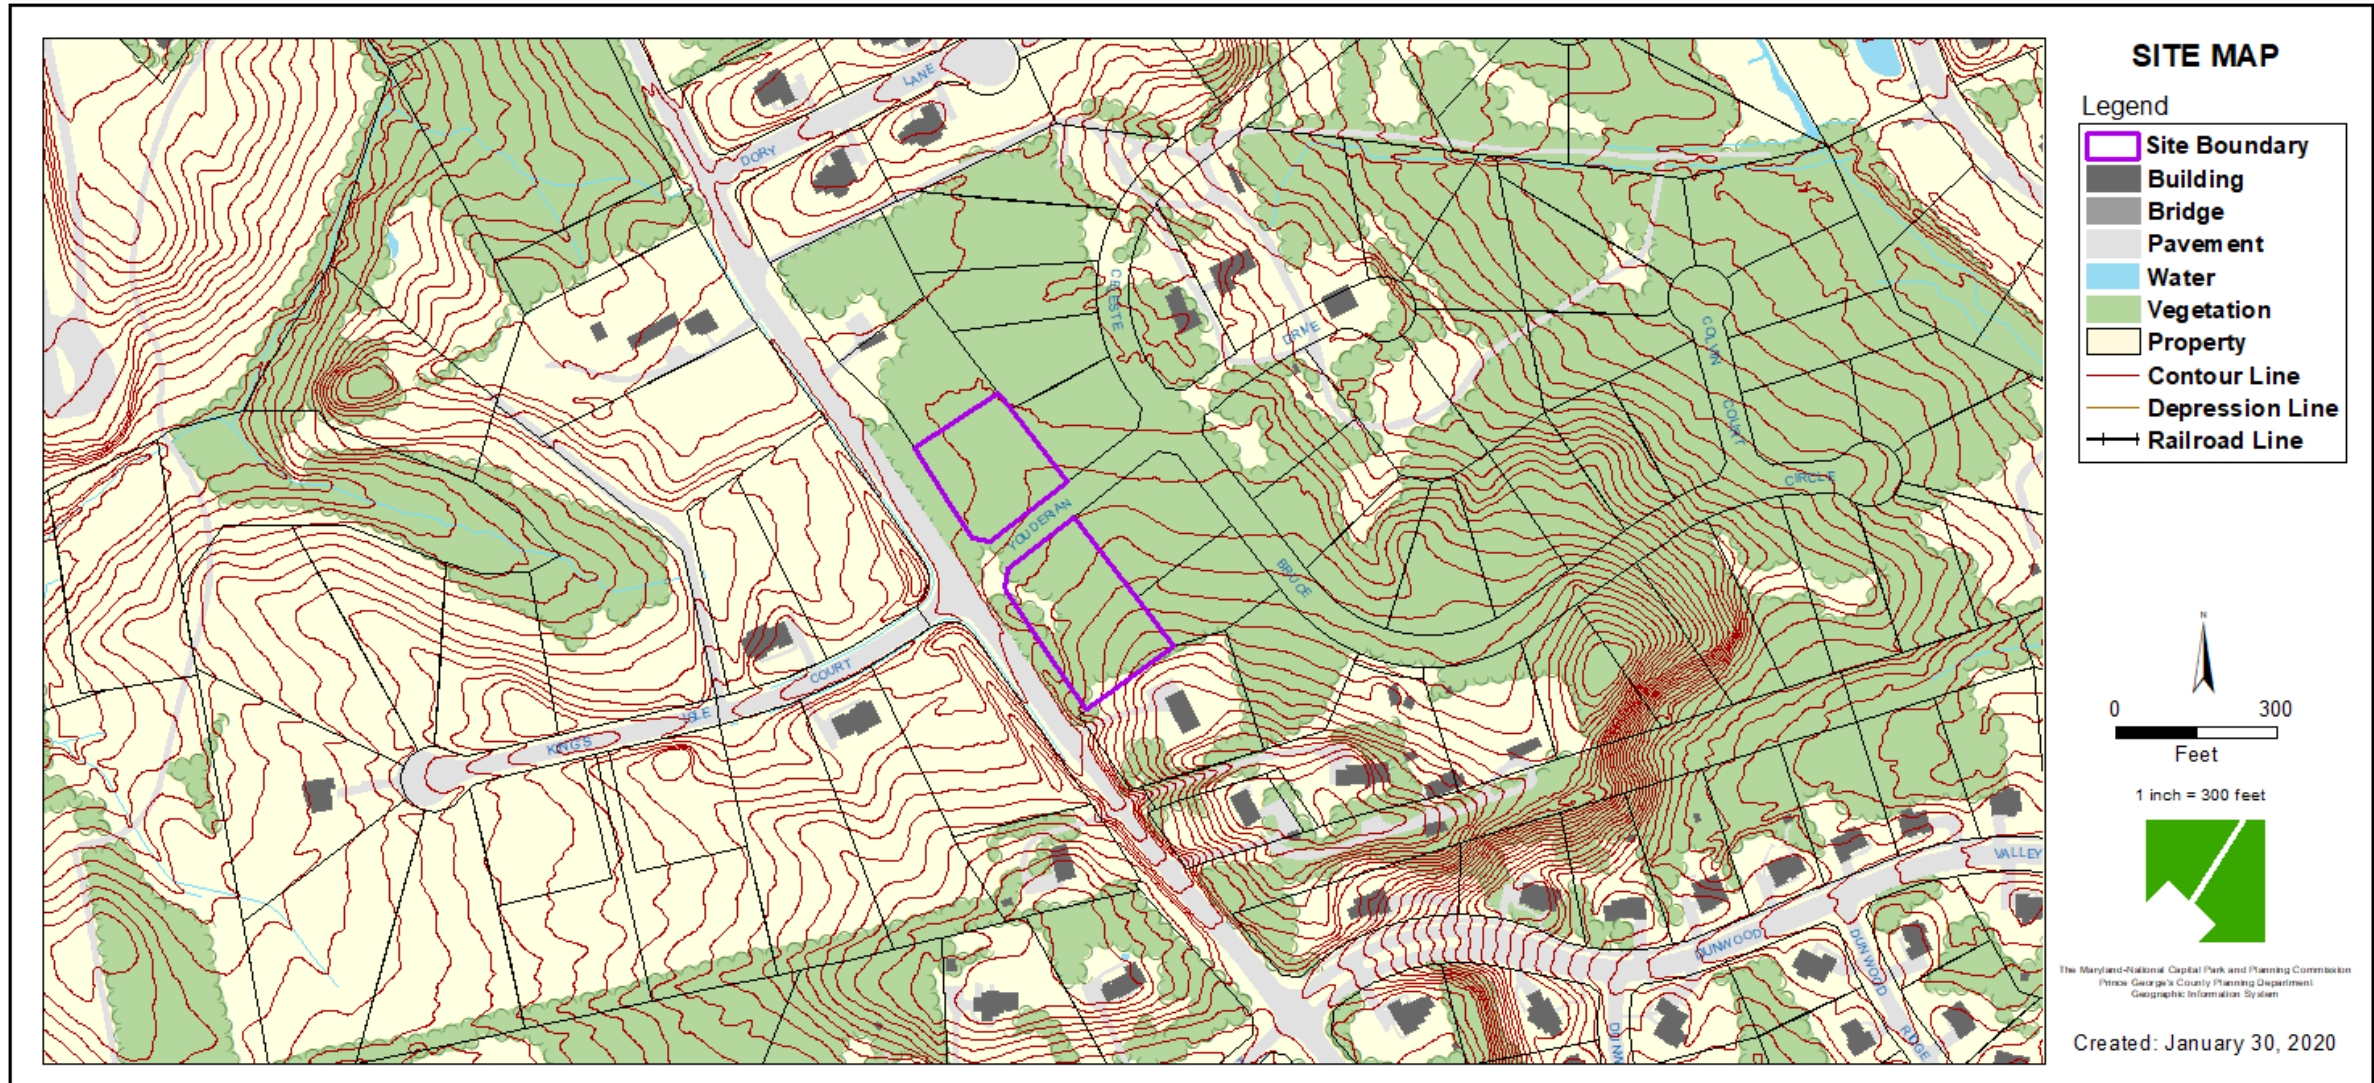 SITE MAP
Legend
Site Boundary
Building
Bridge
Pavement
Water
Vegetation
Property
Contour Line
Depression Line
Railroad Line
N
0 300
Feet
1 inch = 300 feet
The Maryland-National Capital Park and Planning Commission
Prince George's County Planning Department
Geographic Information System
Created: January 30, 2020
DORY
LANE
CELESTE
DRIVE
COLVIN
COURT
CIRCLE
YOUDERIAN
BRUCE
KING'S
ISLE
COURT
DUNWOOD
VALLEY
DUNWOOD
RIDGE